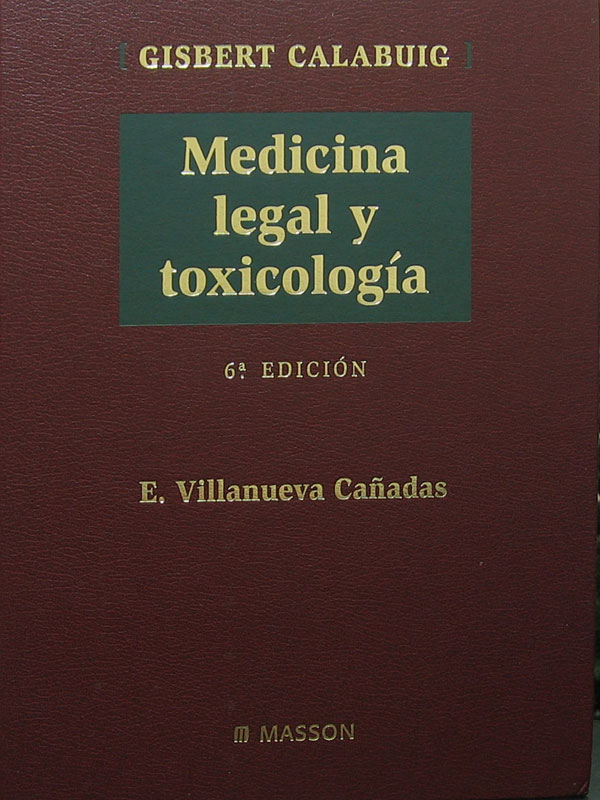 [ GISBERT CALABUIG ]
Medicina
legal y
toxicología
6ª. EDICIÓN
E. Villanueva Cañadas
m MASSON